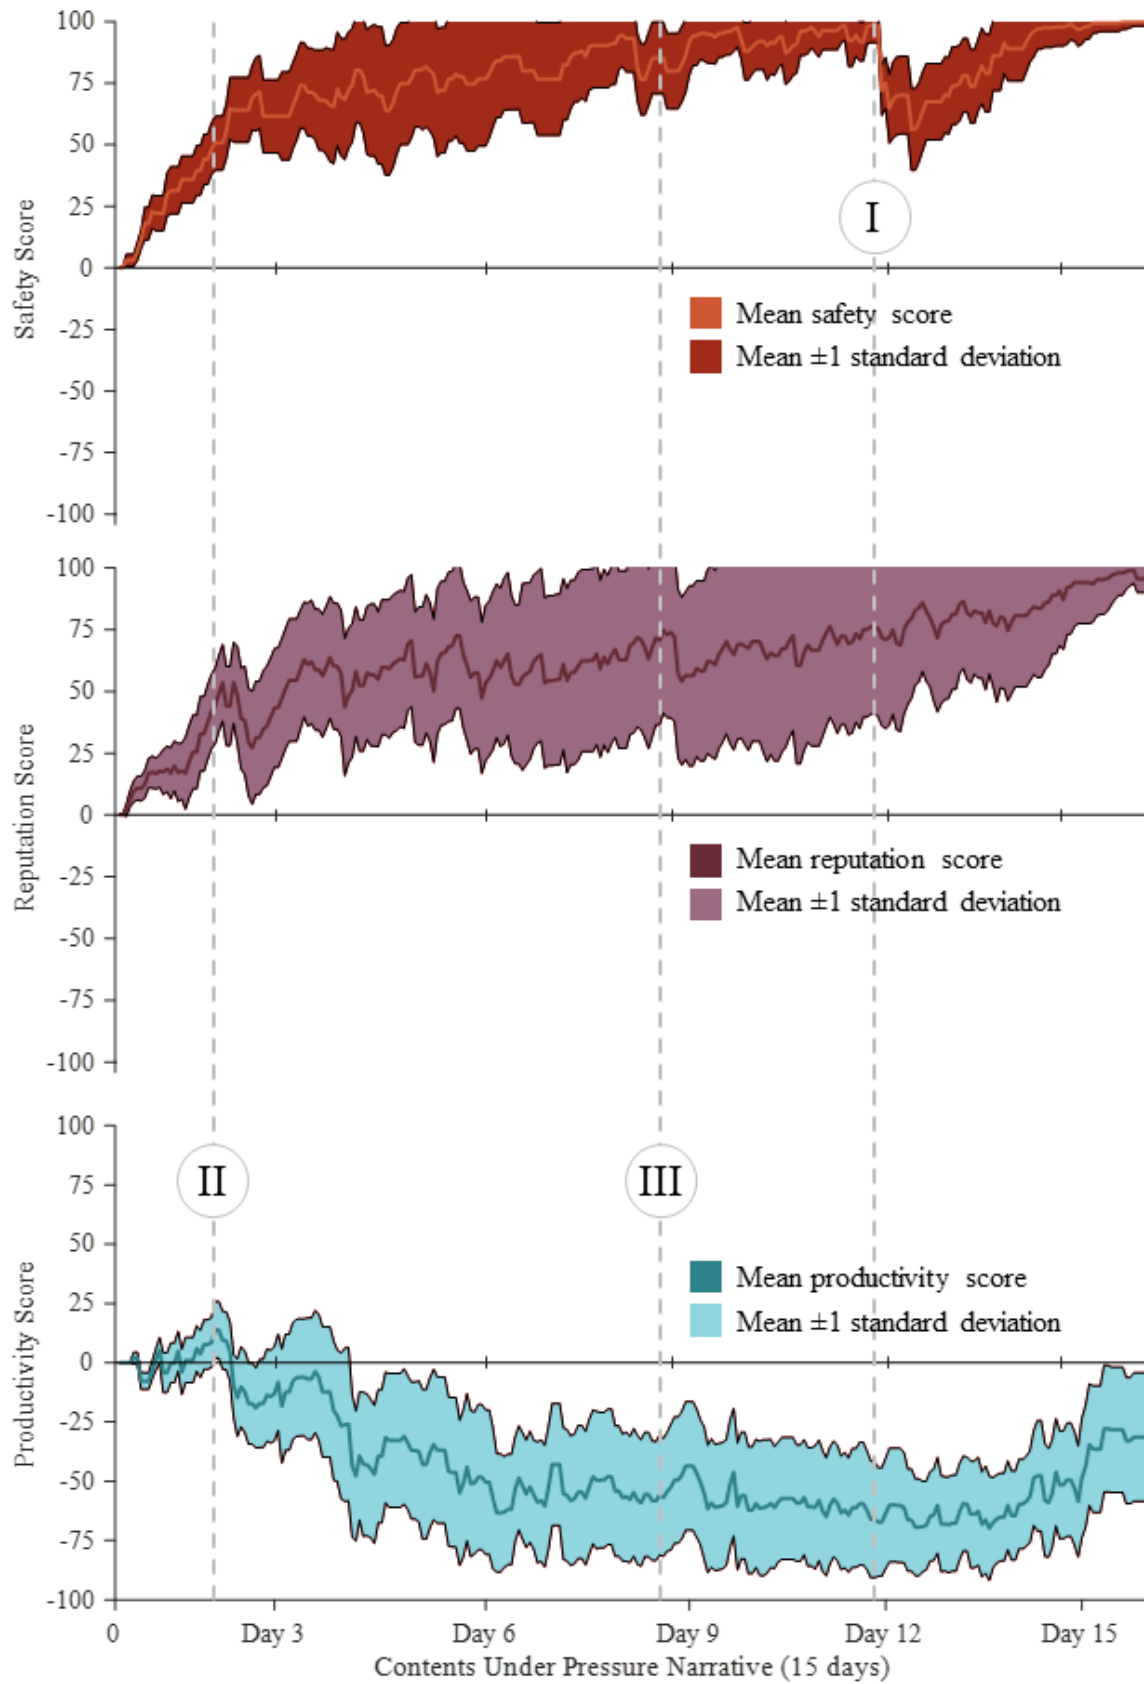 100
75
50
25
0
-25
-50
-75
-100
Safety Score
I
Mean safety score
Mean ±1 standard deviation
100
75
50
25
0
-25
-50
-75
-100
Reputation Score
Mean reputation score
Mean ±1 standard deviation
100
75
50
25
0
-25
-50
-75
-100
Productivity Score
II
III
Mean productivity score
Mean ±1 standard deviation
0 Day 3 Day 6 Day 9 Day 12 Day 15
Contents Under Pressure Narrative (15 days)